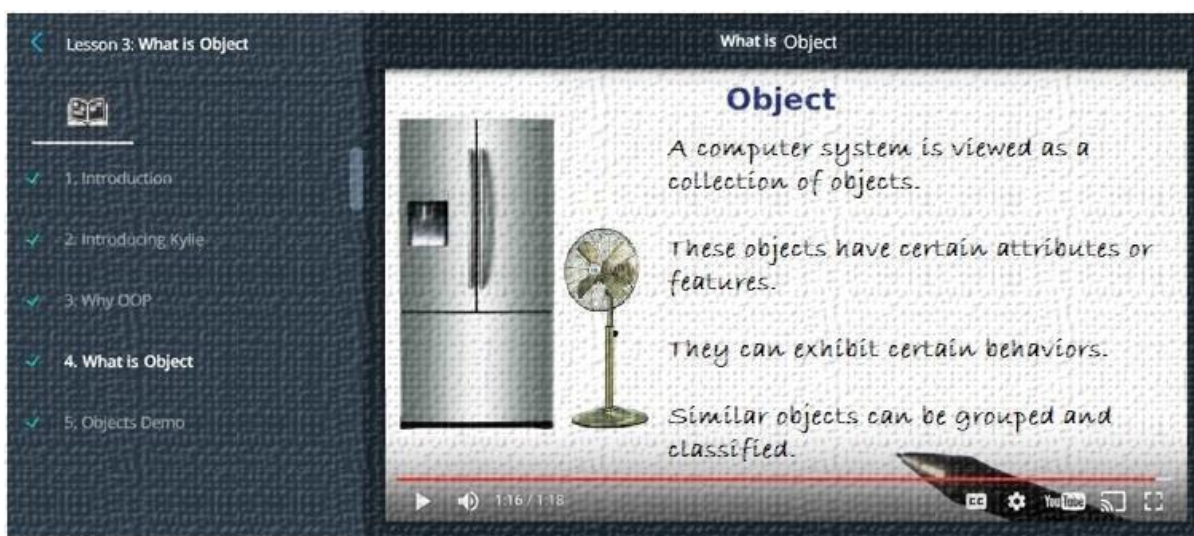 Lesson 3: What is Object
1. Introduction
2. Introducing Kylie
3: Why OOP
4. What is Object
5; Objects Demo
What is Object
Object
A computer system is viewed as a
collection of objects.
These objects have certain attributes or
features.
They can exhibit certain behaviors.
Similar objects can be grouped and
classified.
1:16 / 1:18
CC
YouTube